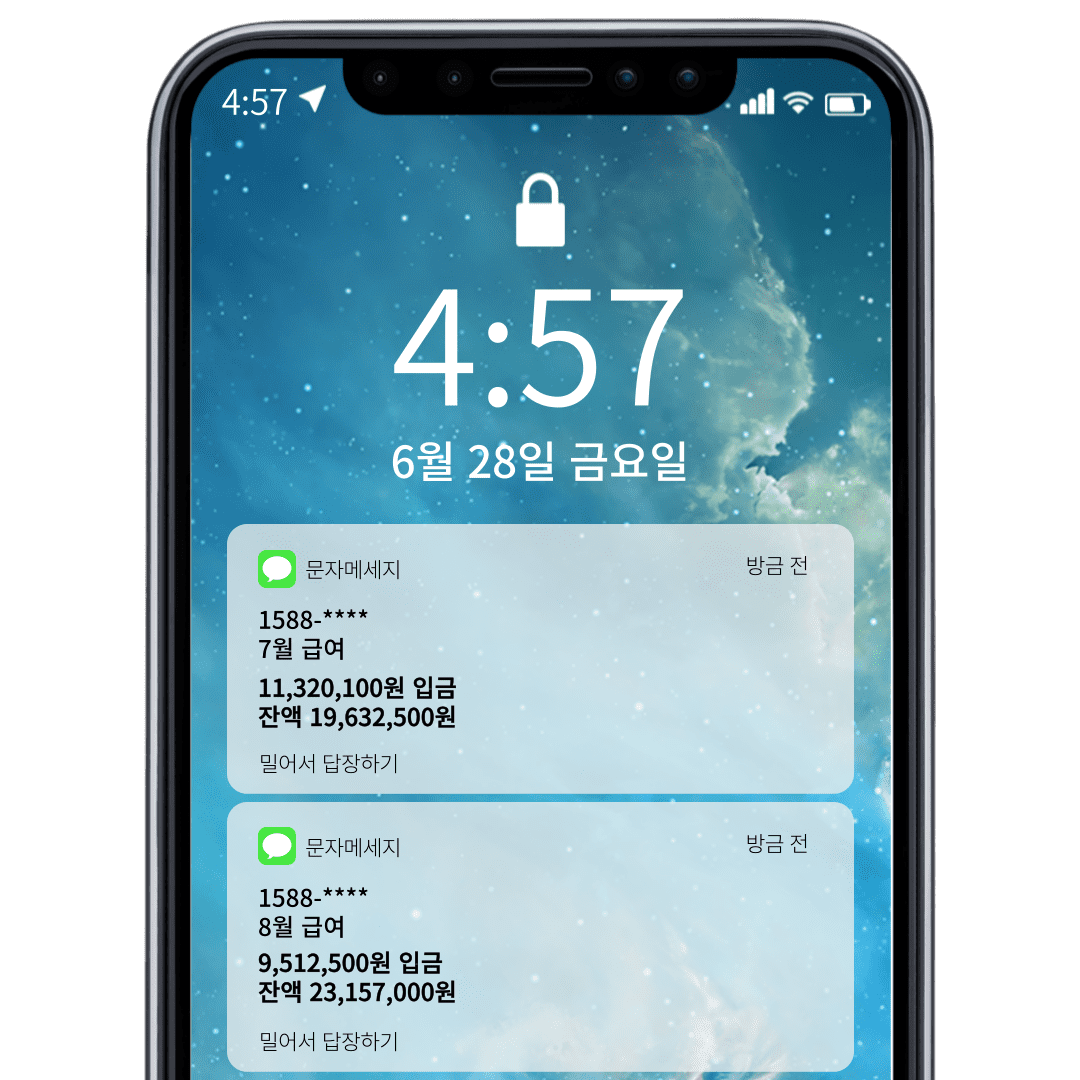 4:57
4:57
6월 28일 금요일
문자메세지
방금 전
1588-****
7월 급여
11,320,100원 입금
잔액 19,632,500원
밀어서 답장하기
문자메세지
방금 전
1588-****
8월 급여
9,512,500원 입금
잔액 23,157,000원
밀어서 답장하기